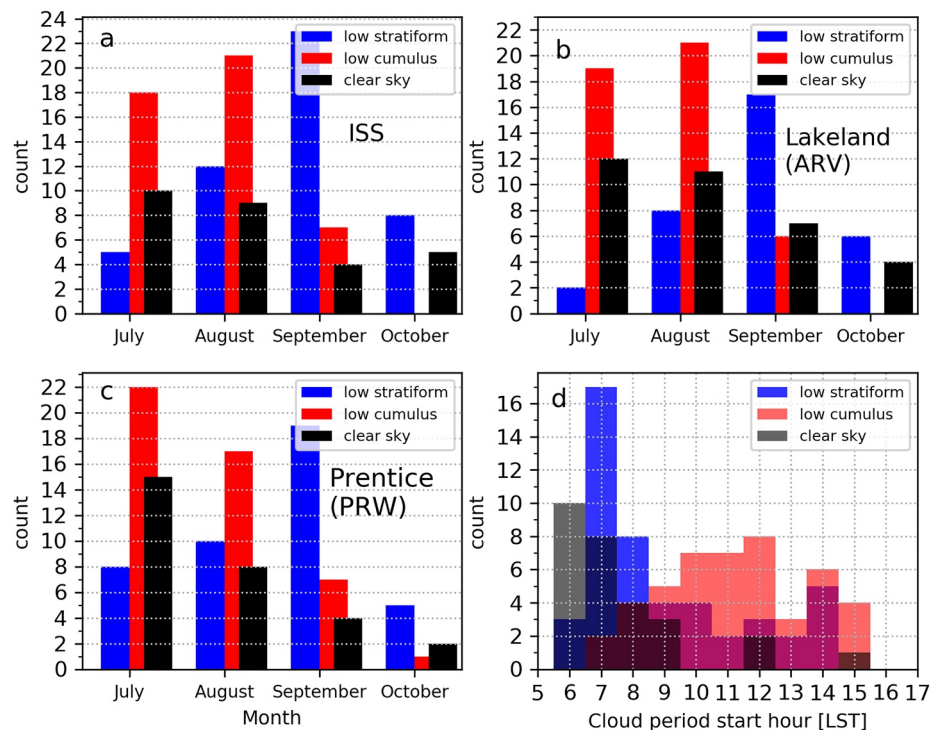 a
low stratiform
low cumulus
clear sky
ISS
count
24
22
20
18
16
14
12
10
8
6
4
2
0
July August September October
b
low stratiform
low cumulus
clear sky
Lakeland
(ARV)
count
22
20
18
16
14
12
10
8
6
4
2
0
July August September October
c
low stratiform
low cumulus
clear sky
Prentice
(PRW)
count
22
20
18
16
14
12
10
8
6
4
2
0
July August September October
Month
d
low stratiform
low cumulus
clear sky
count
16
14
12
10
8
6
4
2
0
5 6 7 8 9 10 11 12 13 14 15 16 17
Cloud period start hour [LST]